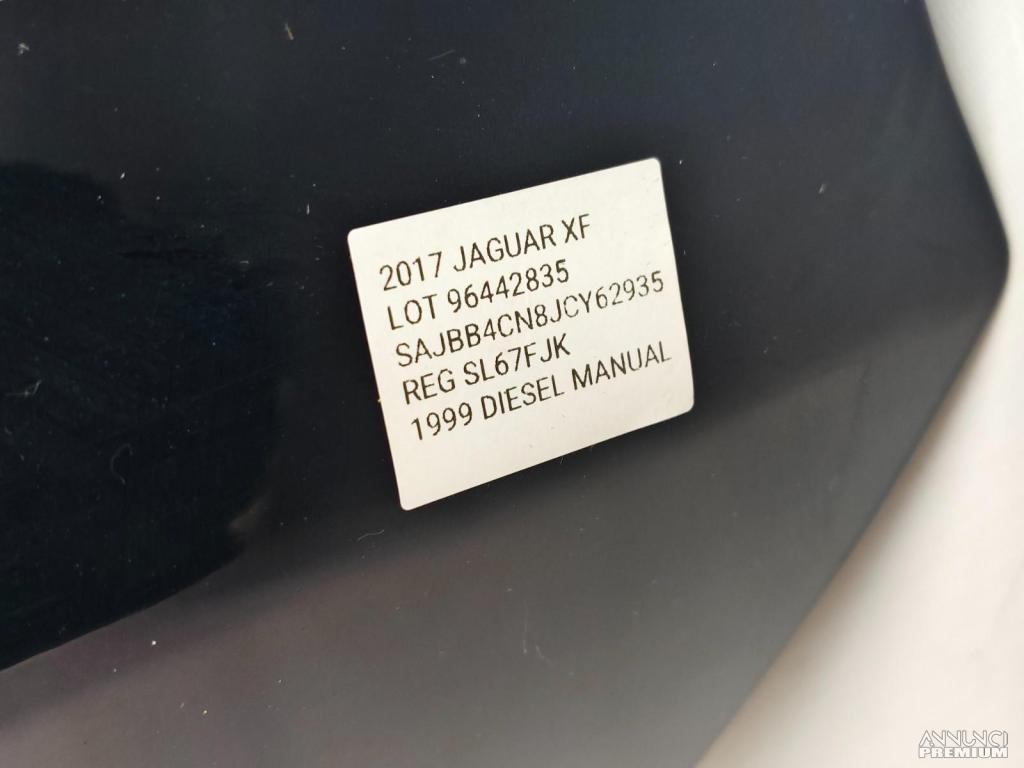 2017 JAGUAR XF
LOT 96442835
SAJBB4CN8JCY62935
REG SL67FJK
1999 DIESEL MANUAL
ANNUNCI
PREMIUM